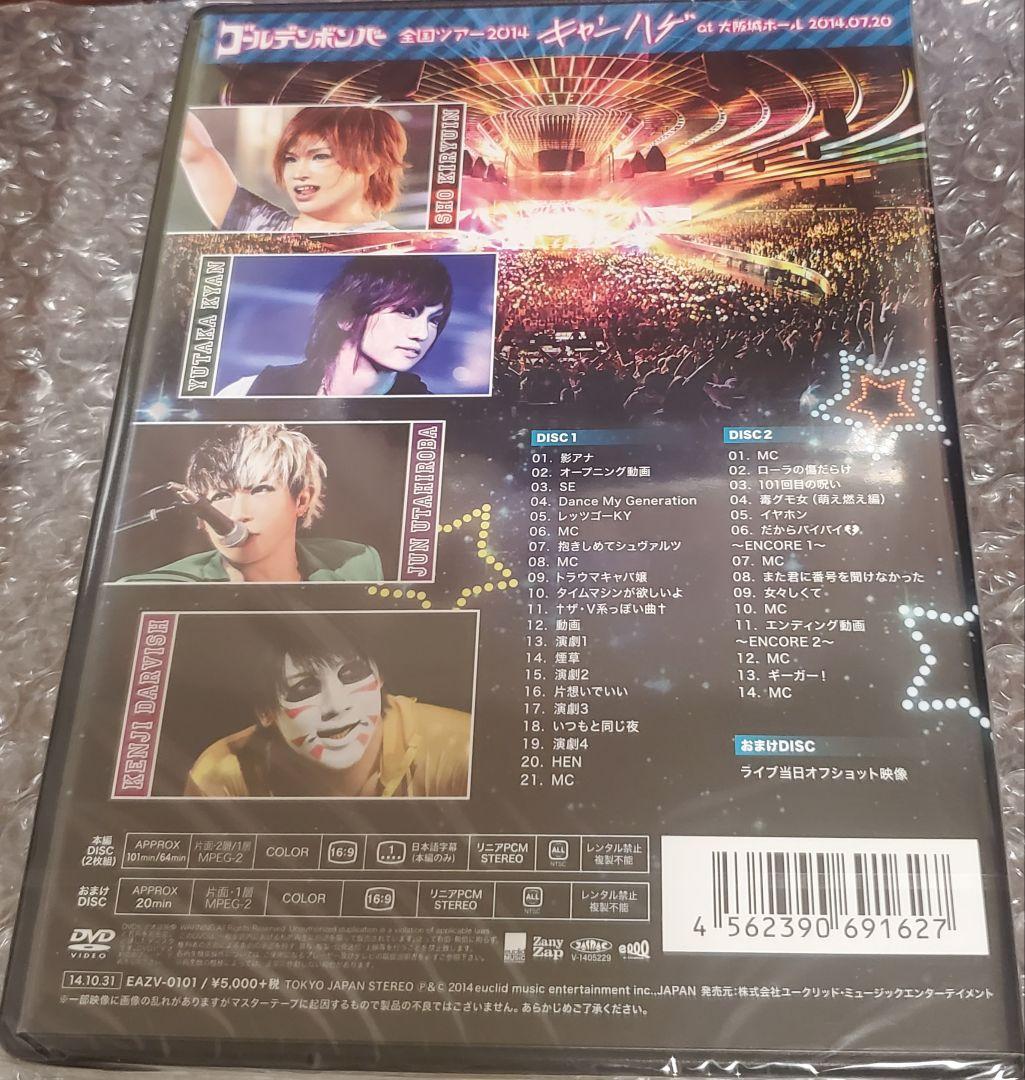 ゴールデンボンバー 全国ツアー2014 キャンハゲ at 大阪城ホール 2014.07.20
SHO KIRYUIN
YUTAKA KYAN
JUN UTAHIROBA
KENJI DARVISH
DISC 1
01. 影アナ
02. オープニング動画
03. SE
04. Dance My Generation
05. レッツゴーKY
06. MC
07. 抱きしめてシュヴァルツ
08. MC
09. トラウマキャバ嬢
10. タイムマシンが欲しいよ
11. †ザ・V系っぽい曲†
12. 動画
13. 演劇1
14. 煙草
15. 演劇2
16. 片想いでいい
17. 演劇3
18. いつもと同じ夜
19. 演劇4
20. HEN
21. MC
DISC 2
01. MC
02. ローラの傷だらけ
03. 101回目の呪い
04. 毒グモ女（萌え燃え編）
05. イヤホン
06. だからバイバイ💔
～ENCORE 1～
07. MC
08. また君に番号を聞けなかった
09. 女々しくて
10. MC
11. エンディング動画
～ENCORE 2～
12. MC
13. ギーガー！
14. MC
おまけDISC
ライブ当日オフショット映像
本編DISC(2枚組) APPROX 101min/64min 片面・2層/1層 MPEG-2 COLOR 16:9 1 日本語字幕(本編のみ) リニアPCM STEREO ALL NTSC レンタル禁止 複製不能
おまけDISC APPROX 20min 片面・1層 MPEG-2 COLOR 16:9 リニアPCM STEREO ALL NTSC レンタル禁止 複製不能
DVD VIDEO
WARNING: All Rights Reserved. Unauthorized duplication is a violation of applicable laws.
Zany Zap
V-1405229
4 562390 691627
14.10.31 EAZV-0101 / ¥5,000+税 TOKYO JAPAN STEREO ℗&© 2014 euclid music entertainment inc.,JAPAN 発売元：株式会社ユークリッド・ミュージックエンターテイメント
※一部映像に画像の乱れがありますがマスターテープに起因するもので製品の不良ではございません。あらかじめご了承ください。